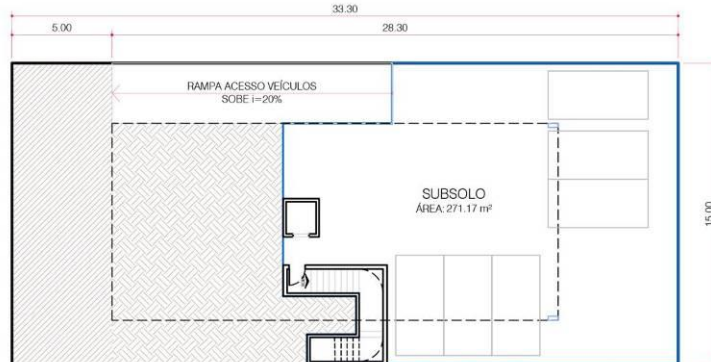 33.30
5.00
28.30
RAMPA ACESSO VEÍCULOS
SOBE i=20%
SUBSOLO
ÁREA: 271.17 m²
15.00